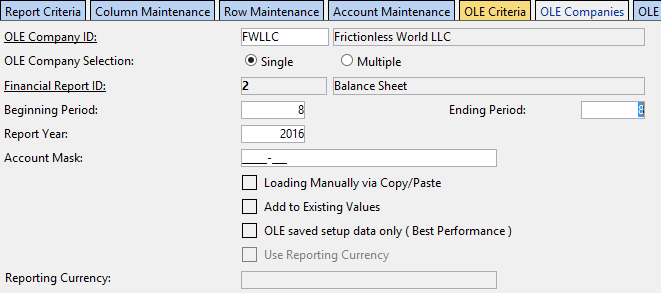 Report Criteria Column Maintenance Row Maintenance Account Maintenance OLE Criteria OLE Companies OLE
OLE Company ID: FWLLC Frictionless World LLC
OLE Company Selection: Single Multiple
Financial Report ID: 2 Balance Sheet
Beginning Period: 8 Ending Period: 8
Report Year: 2016
Account Mask: ____-___
Loading Manually via Copy/Paste
Add to Existing Values
OLE saved setup data only ( Best Performance )
Use Reporting Currency
Reporting Currency: